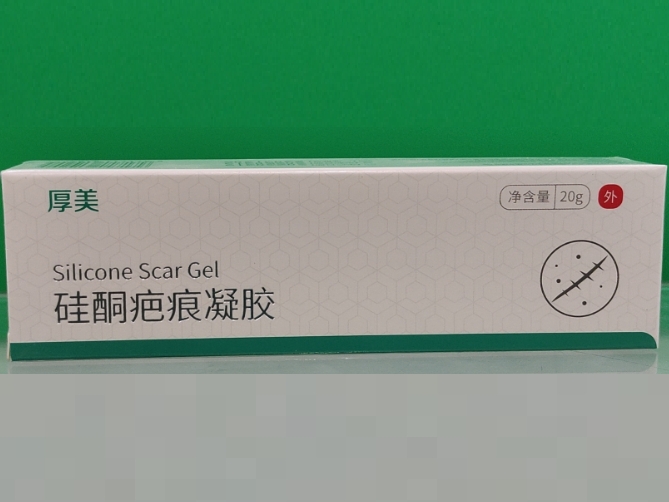 厚美
净含量 20g 外
Silicone Scar Gel
硅酮疤痕凝胶